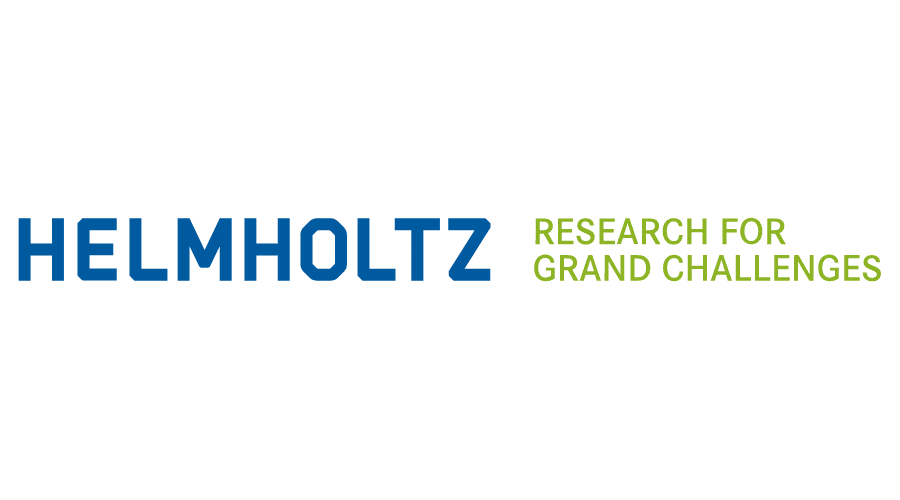 HELMHOLTZ
RESEARCH FOR
GRAND CHALLENGES